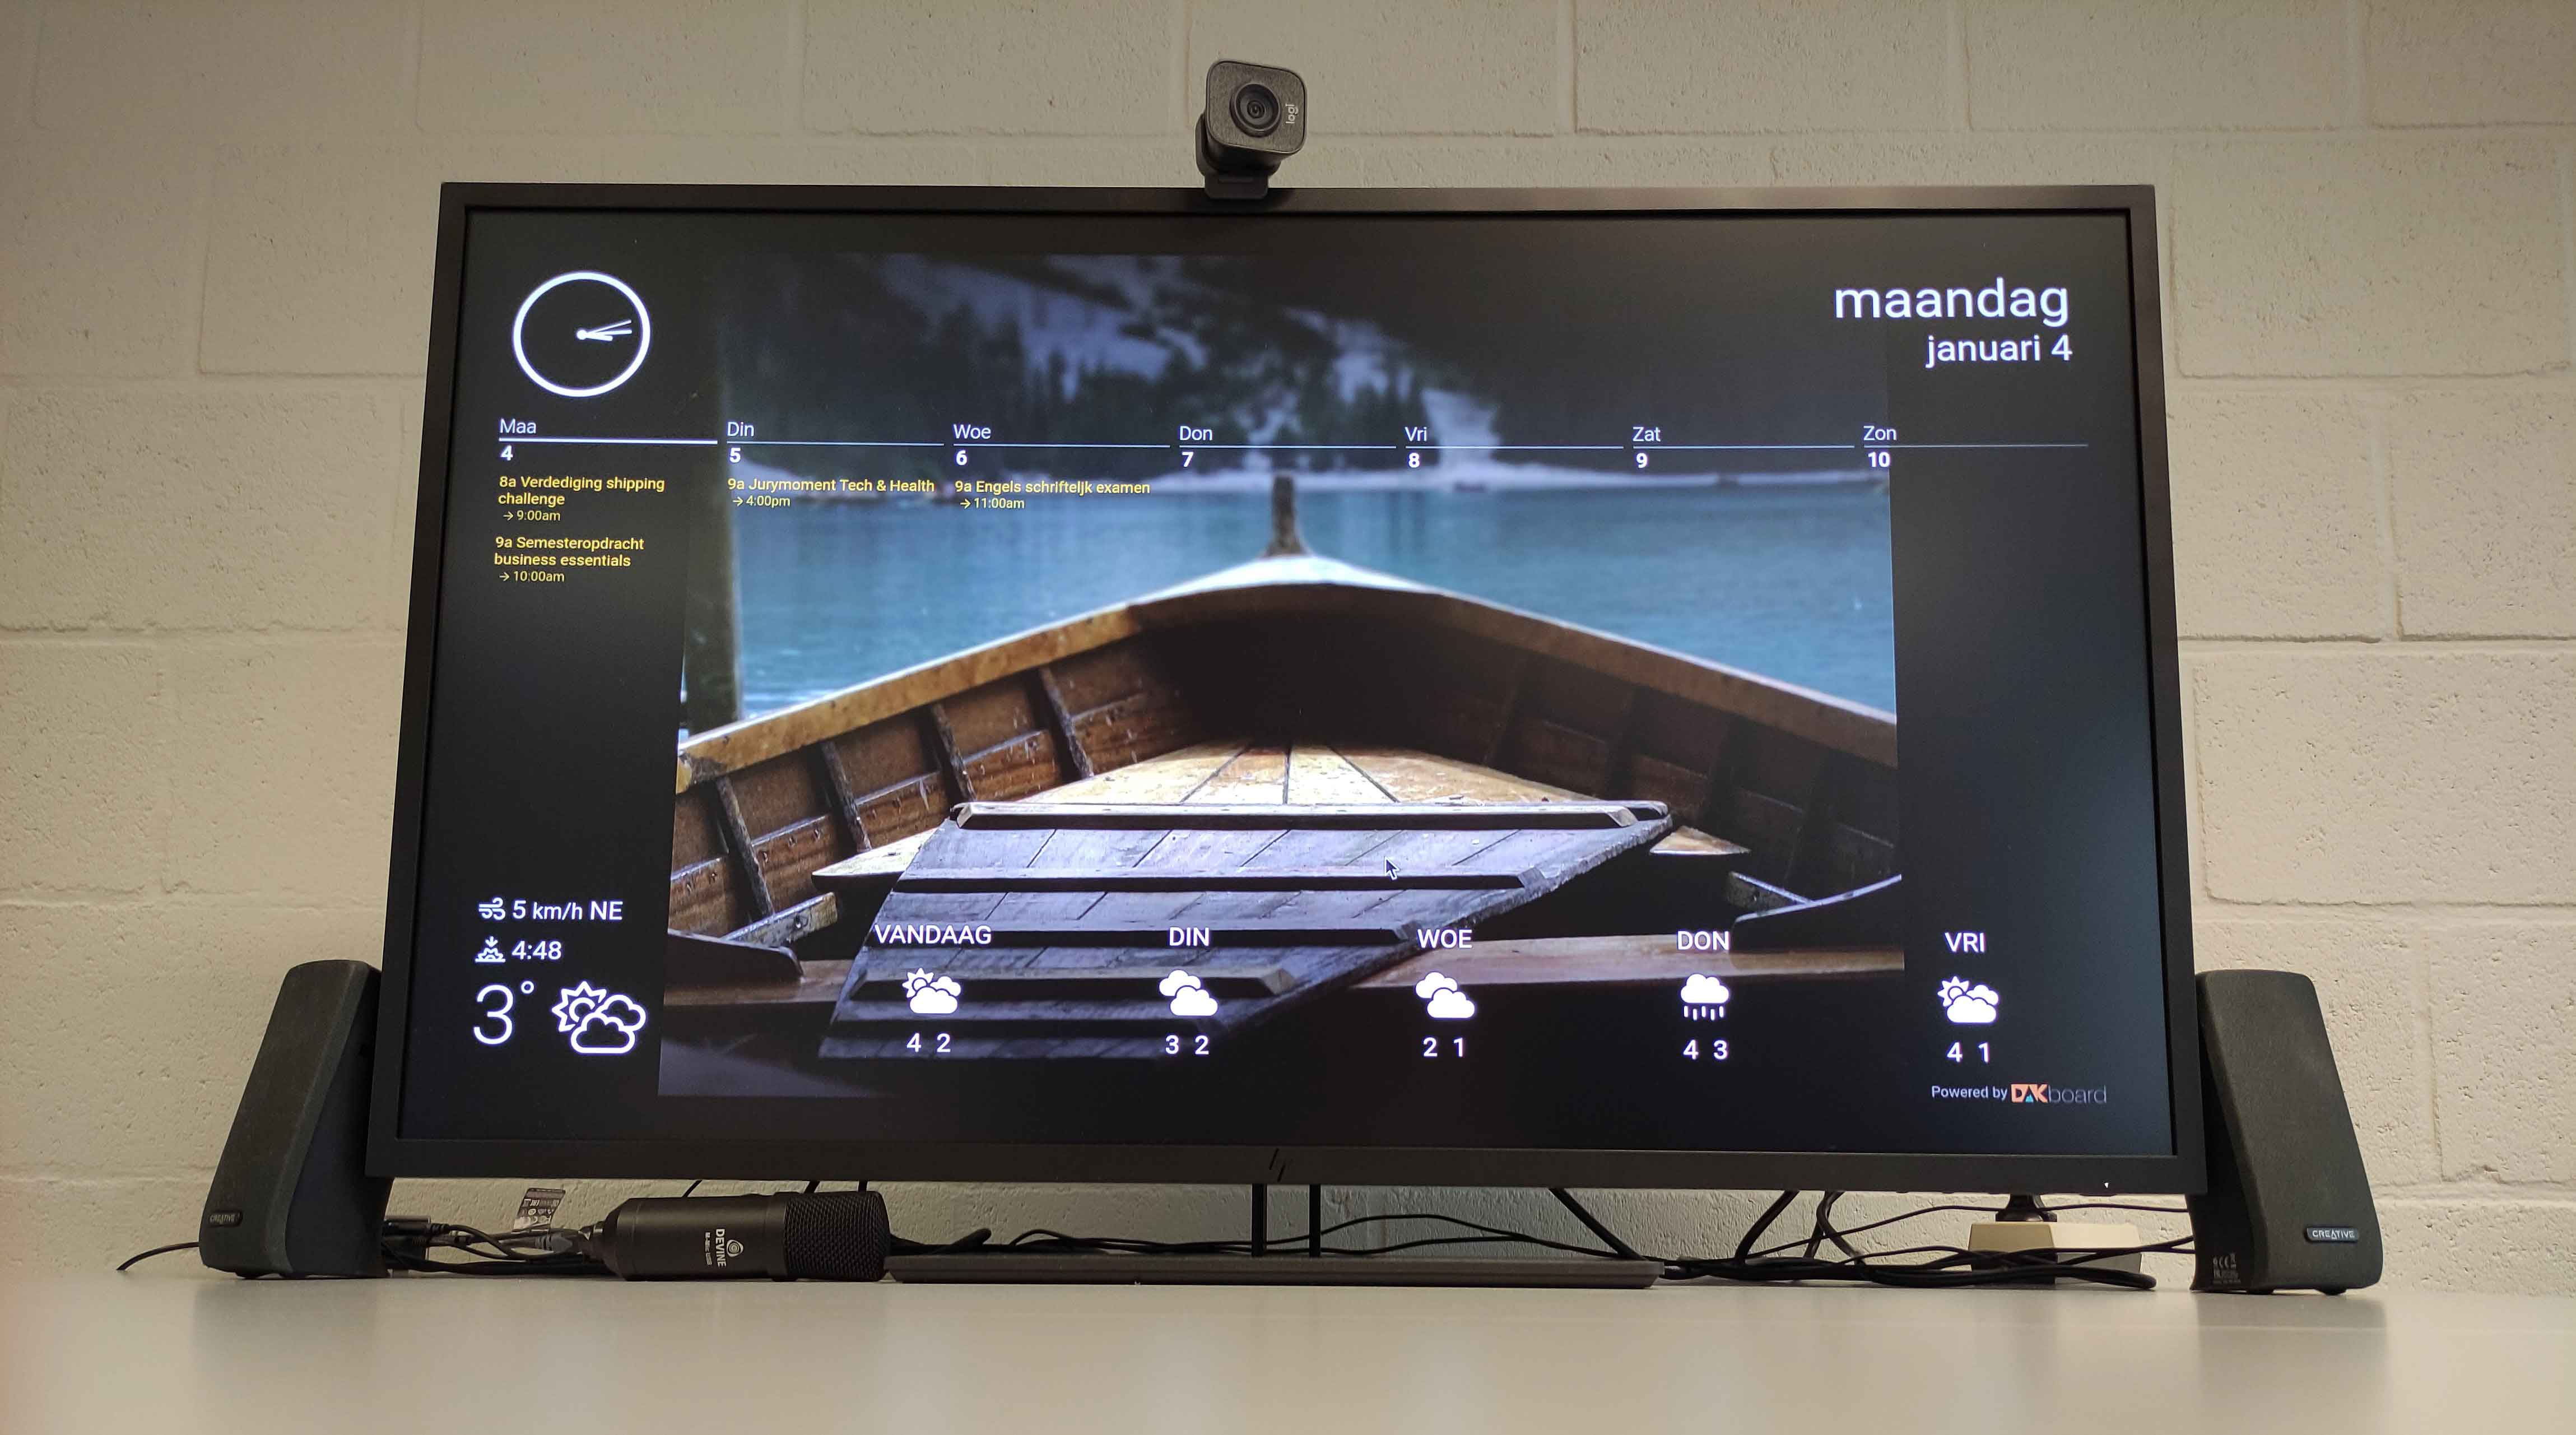 logi
maandag
januari 4
Maa
4
8a Verdediging shipping
challenge
→ 9:00am
9a Semesteropdracht
business essentials
→ 10:00am
Din
5
9a Jurymoment Tech & Health
→ 4:00pm
Woe
6
9a Engels schriftelijk examen
→ 11:00am
Don
7
Vri
8
Zat
9
Zon
10
5 km/h NE
4:48
3°
VANDAAG
4 2
DIN
3 2
WOE
2 1
DON
4 3
VRI
4 1
Powered by DAKboard
CREATIVE
DEVINE
M-Mic USB
CREATIVE